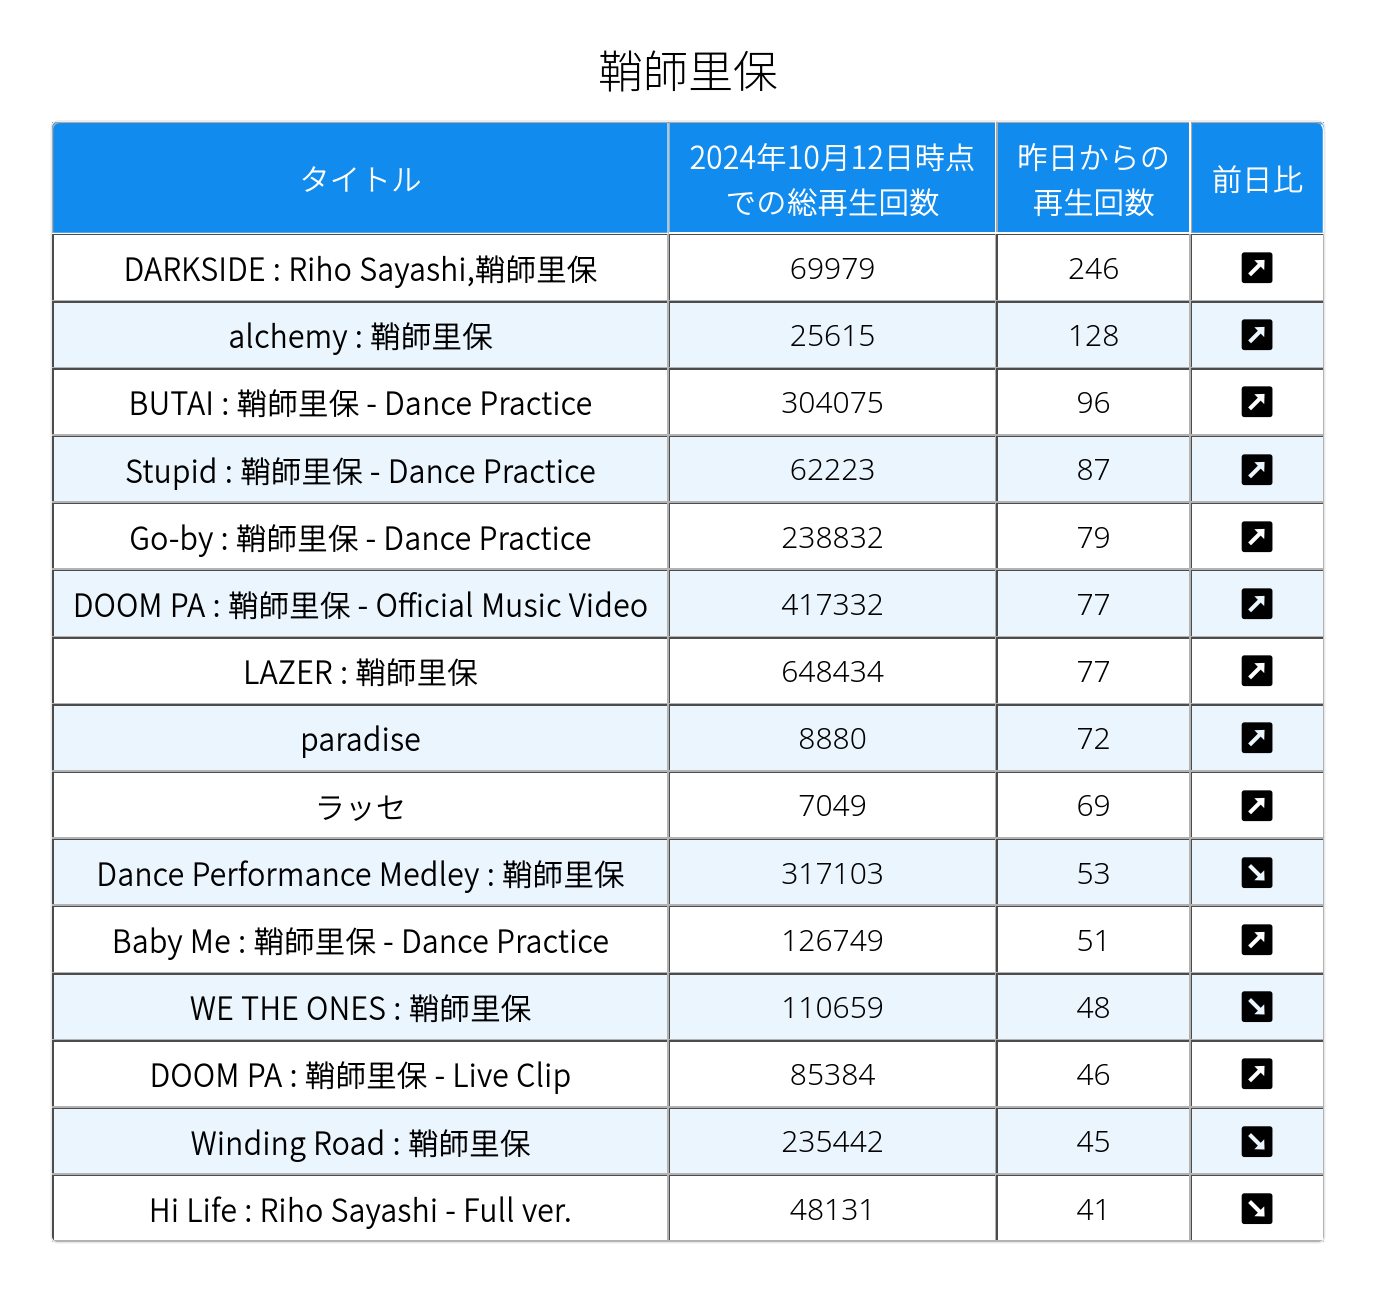 鞘師里保
タイトル
2024年10月12日時点
での総再生回数
昨日からの
再生回数
前日比
DARKSIDE : Riho Sayashi,鞘師里保 69979 246
alchemy : 鞘師里保 25615 128
BUTAI : 鞘師里保 - Dance Practice 304075 96
Stupid : 鞘師里保 - Dance Practice 62223 87
Go-by : 鞘師里保 - Dance Practice 238832 79
DOOM PA : 鞘師里保 - Official Music Video 417332 77
LAZER : 鞘師里保 648434 77
paradise 8880 72
ラッセ 7049 69
Dance Performance Medley : 鞘師里保 317103 53
Baby Me : 鞘師里保 - Dance Practice 126749 51
WE THE ONES : 鞘師里保 110659 48
DOOM PA : 鞘師里保 - Live Clip 85384 46
Winding Road : 鞘師里保 235442 45
Hi Life : Riho Sayashi - Full ver. 48131 41